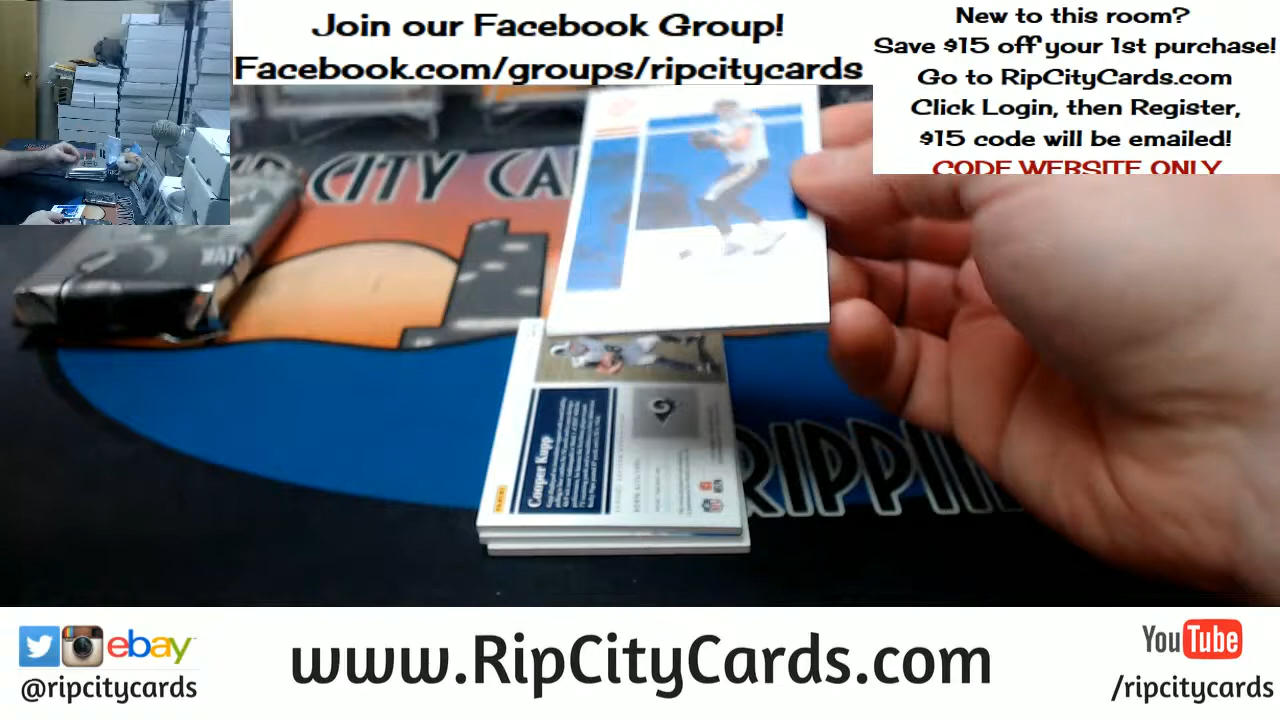 Join our Facebook Group!
Facebook.com/groups/ripcitycards
New to this room?
Save $15 off your 1st purchase!
Go to RipCityCards.com
Click Login, then Register,
$15 code will be emailed!
CODE WEBSITE ONLY
CITY CA
RIPPIN
Cooper Kupp
PANINI
ebay
@ripcitycards
www.RipCityCards.com
YouTube
/ripcitycards